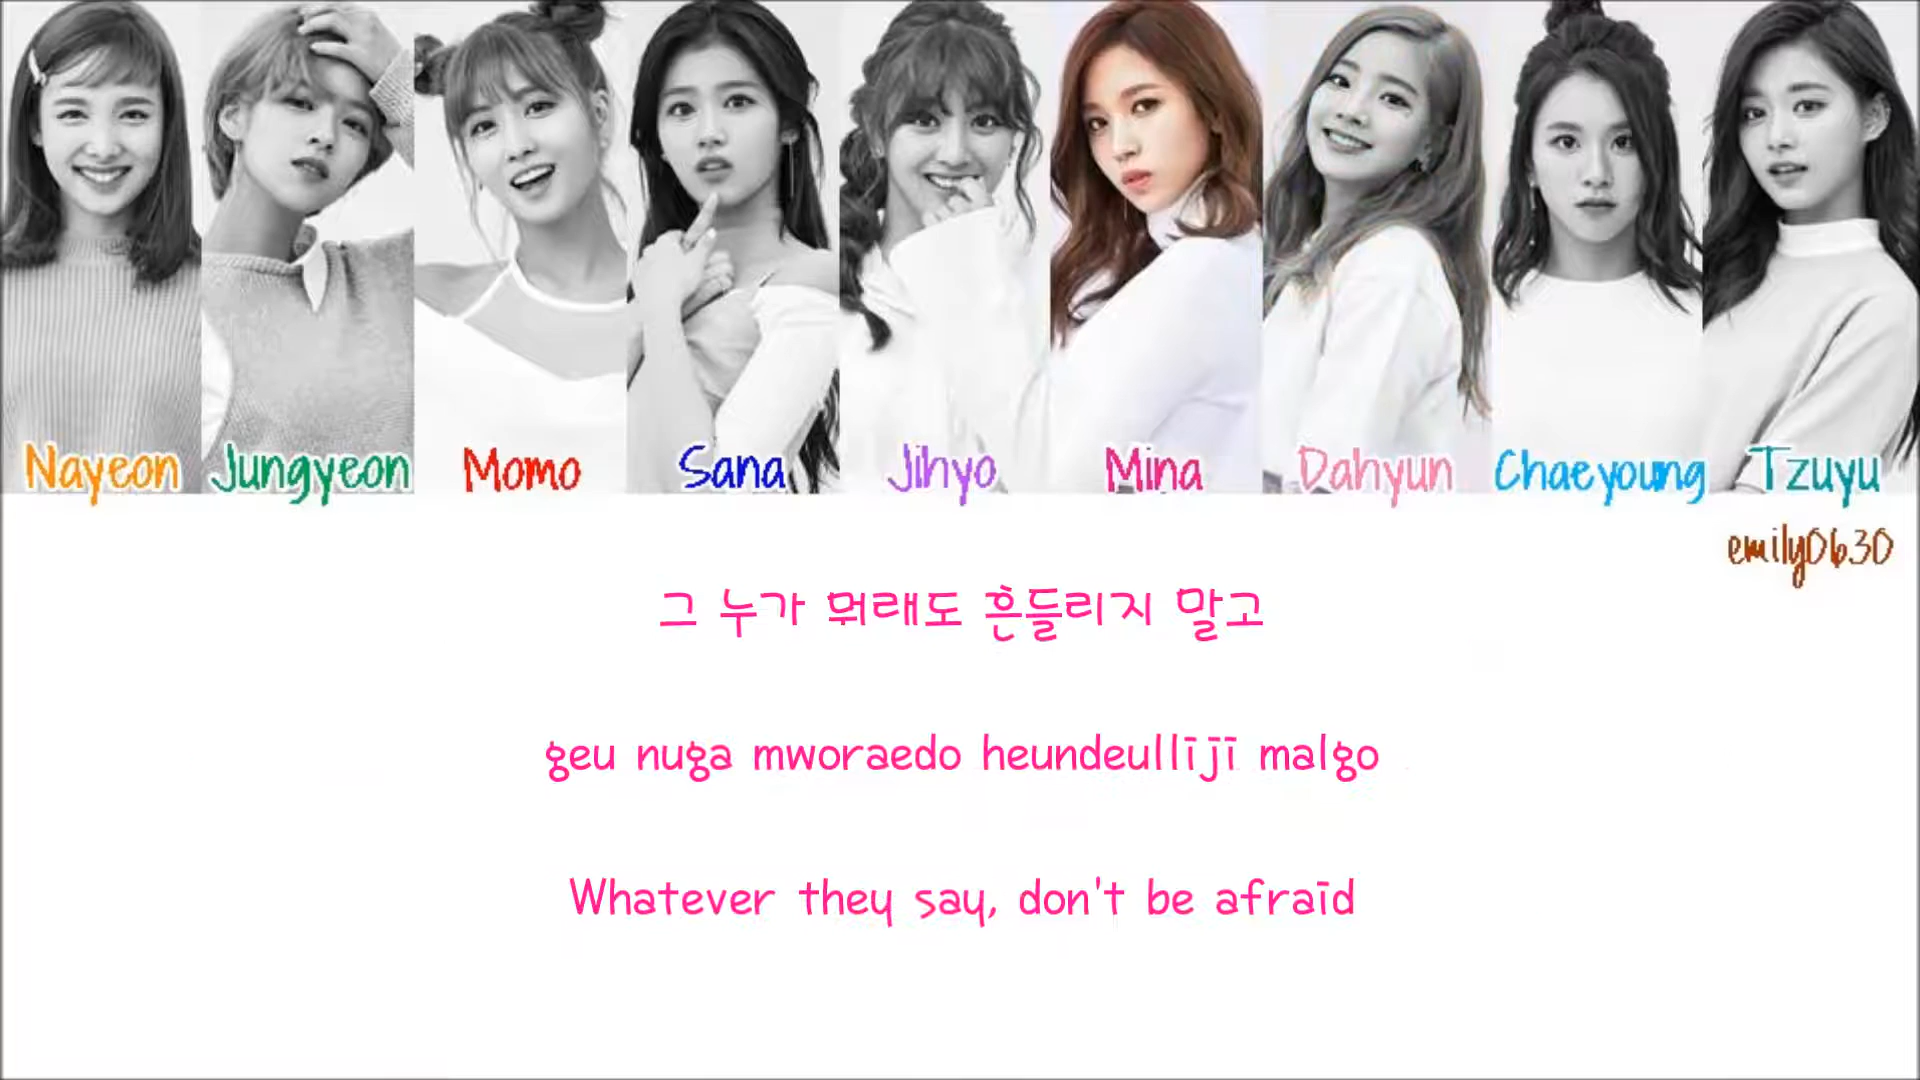 Nayeon Jungyeon Momo Sana Jihyo Mina Dahyun Chaeyoung Tzuyu
emily0630
그 누가 뭐래도 흔들리지 말고
geu nuga mworaedo heundeulliji malgo
Whatever they say, don't be afraid